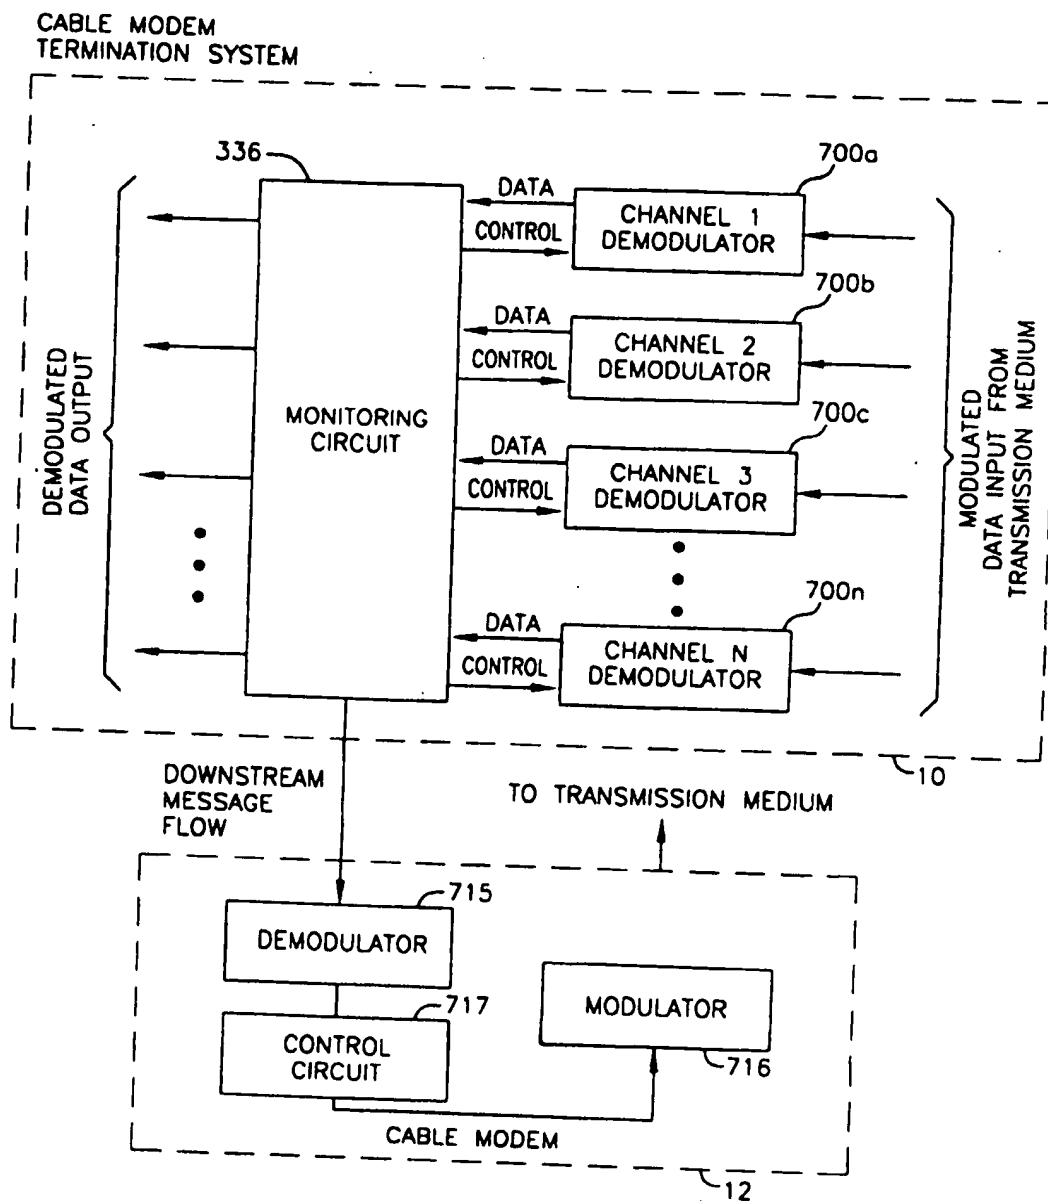 CABLE MODEM
TERMINATION SYSTEM
336
700a
DATA
CONTROL
CHANNEL 1
DEMODULATOR
700b
DATA
CONTROL
CHANNEL 2
DEMODULATOR
DEMODULATED
DATA OUTPUT
MONITORING
CIRCUIT
700c
DATA
CONTROL
CHANNEL 3
DEMODULATOR
MODULATED
DATA INPUT FROM
TRANSMISSION MEDIUM
700n
DATA
CONTROL
CHANNEL N
DEMODULATOR
10
DOWNSTREAM
MESSAGE
FLOW
TO TRANSMISSION MEDIUM
715
DEMODULATOR
717
CONTROL
CIRCUIT
MODULATOR
716
CABLE MODEM
12